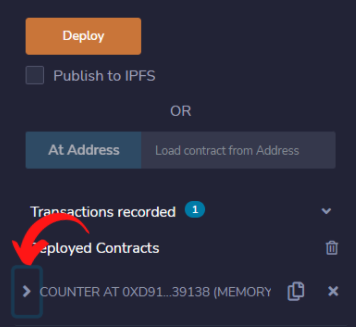 Deploy
Publish to IPFS
OR
At Address Load contract from Address
Transactions recorded 1
Deployed Contracts
COUNTER AT 0XD91...39138 (MEMORY